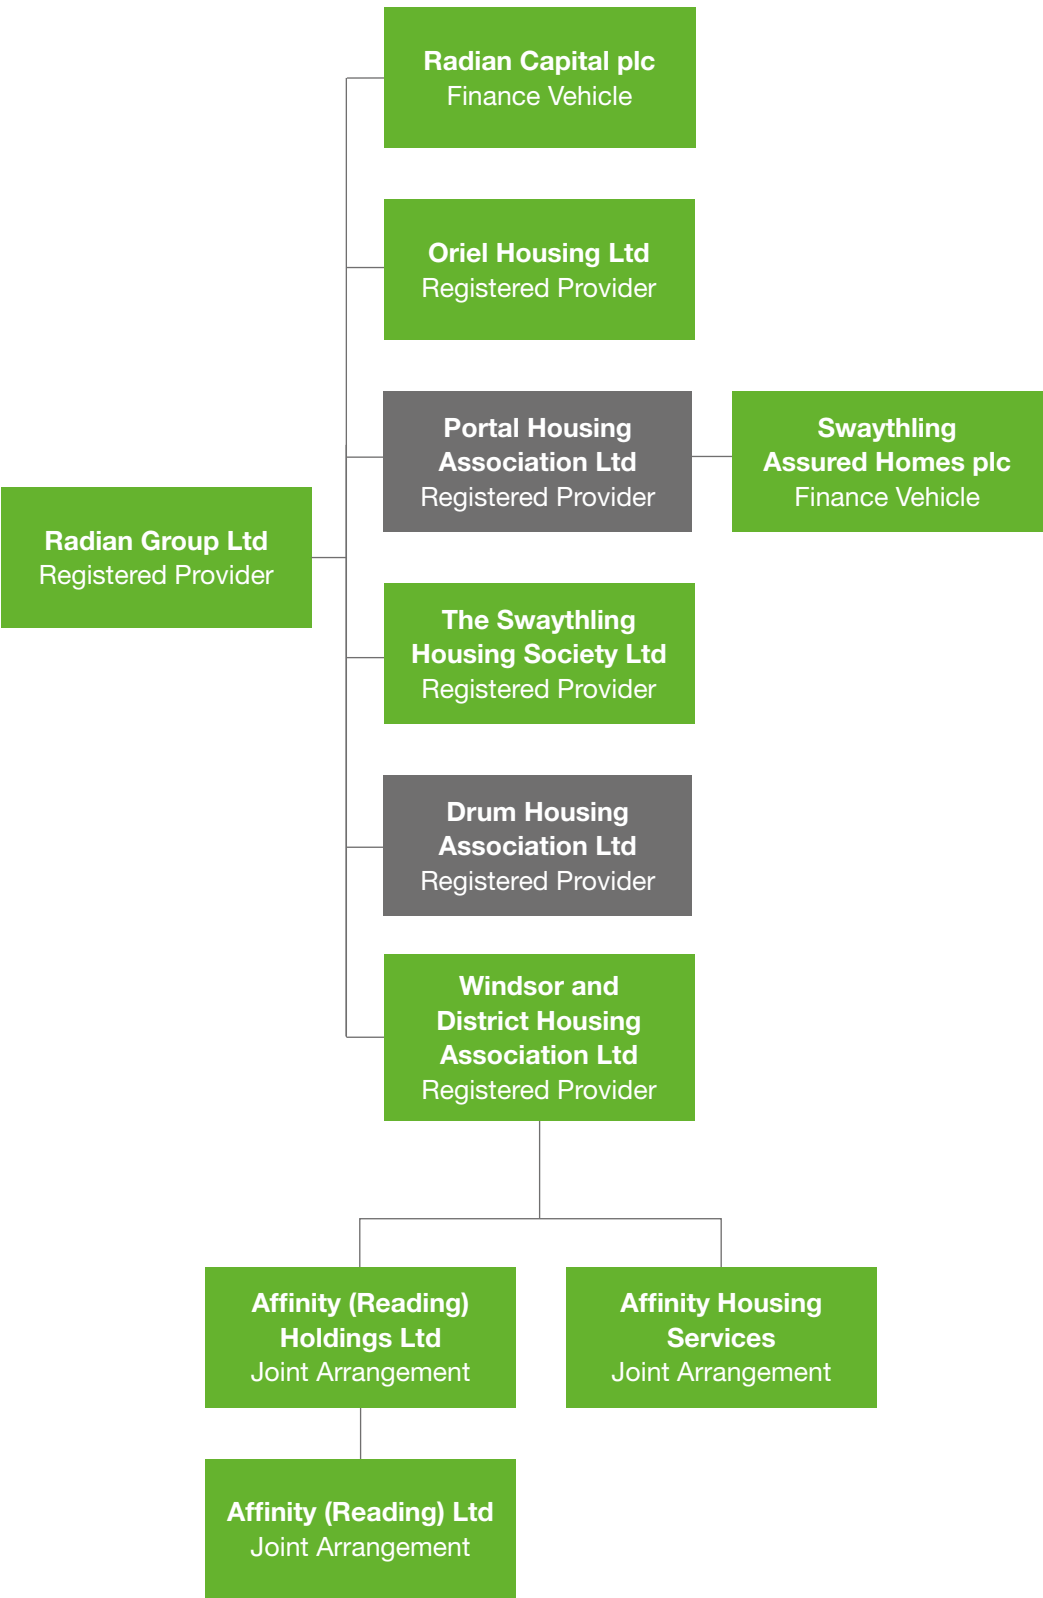 Radian Capital plc
Finance Vehicle
Oriel Housing Ltd
Registered Provider
Portal Housing
Association Ltd
Registered Provider
Swaythling
Assured Homes plc
Finance Vehicle
Radian Group Ltd
Registered Provider
The Swaythling
Housing Society Ltd
Registered Provider
Drum Housing
Association Ltd
Registered Provider
Windsor and
District Housing
Association Ltd
Registered Provider
Affinity (Reading)
Holdings Ltd
Joint Arrangement
Affinity Housing
Services
Joint Arrangement
Affinity (Reading) Ltd
Joint Arrangement